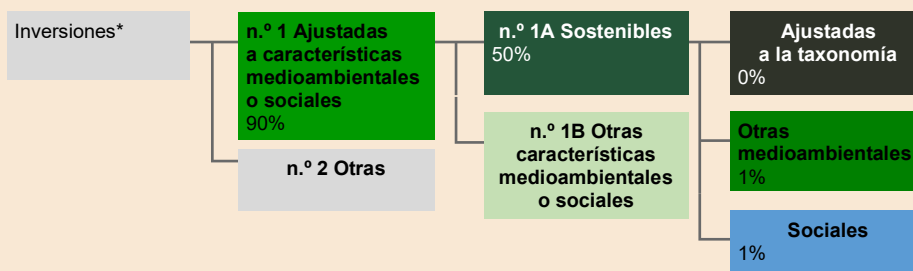 Inversiones*
n.º 1 Ajustadas
a características
medioambientales
o sociales
90%
n.º 2 Otras
n.º 1A Sostenibles
50%
n.º 1B Otras
características
medioambientales
o sociales
Ajustadas
a la taxonomía
0%
Otras
medioambientales
1%
Sociales
1%